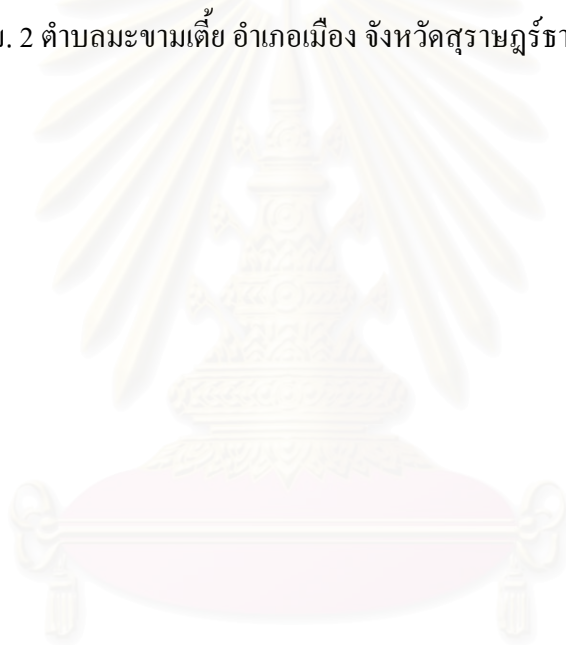 . 2 ตำบลมะขามเตี้ย อำเภอเมือง จังหวัดสุราษฎร์ธา